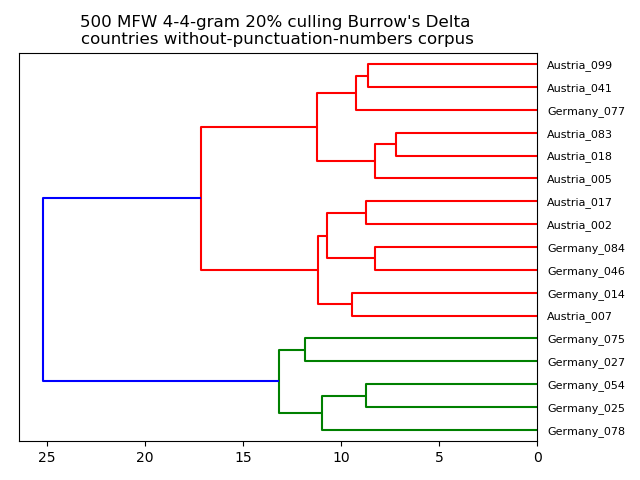 500 MFW 4-4-gram 20% culling Burrow's Delta
countries without-punctuation-numbers corpus
Austria_099
Austria_041
Germany_077
Austria_083
Austria_018
Austria_005
Austria_017
Austria_002
Germany_084
Germany_046
Germany_014
Austria_007
Germany_075
Germany_027
Germany_054
Germany_025
Germany_078
25 20 15 10 5 0